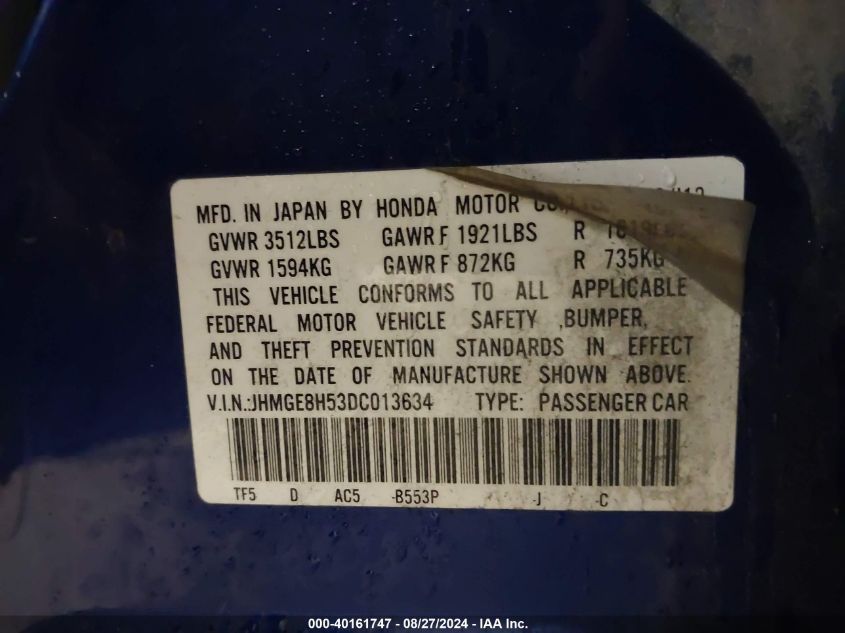 MFD. IN JAPAN BY HONDA MOTOR
GVWR 3512LBS GAWR F 1921LBS R
GVWR 1594KG GAWR F 872KG R 735KG
THIS VEHICLE CONFORMS TO ALL APPLICABLE
FEDERAL MOTOR VEHICLE SAFETY ,BUMPER,
AND THEFT PREVENTION STANDARDS IN EFFECT
ON THE DATE OF MANUFACTURE SHOWN ABOVE.
V.I.N.:JHMGE8H53DC013634 TYPE: PASSENGER CAR
TF5 D AC5 -B553P -J -C
000-40161747 - 08/27/2024 - IAA Inc.